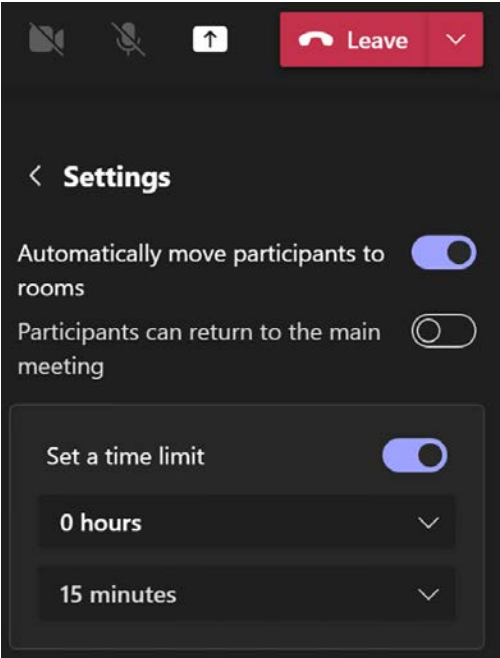 Leave
Settings
Automatically move participants to
rooms
Participants can return to the main
meeting
Set a time limit
0 hours
15 minutes